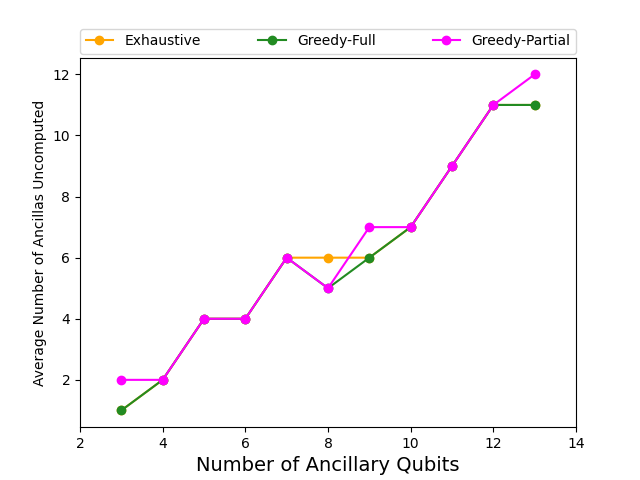 Exhaustive Greedy-Full Greedy-Partial
Average Number of Ancillas Uncomputed
12
10
8
6
4
2
2 4 6 8 10 12 14
Number of Ancillary Qubits